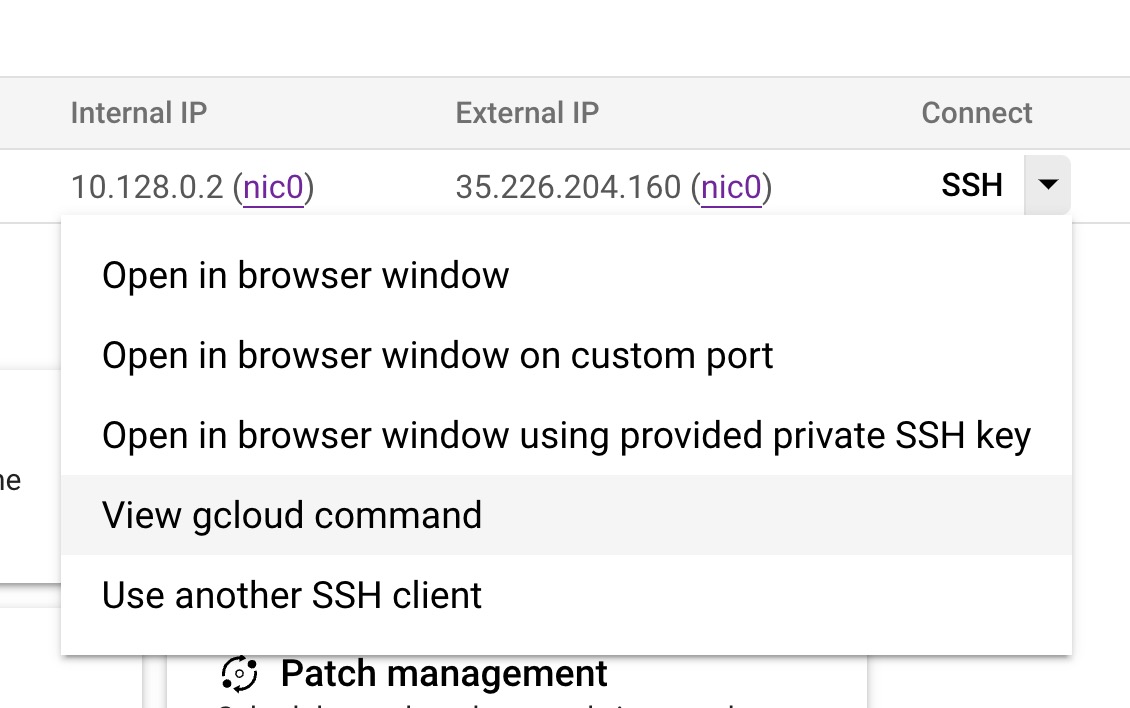 Internal IP External IP Connect
10.128.0.2 (nic0) 35.226.204.160 (nic0) SSH
Open in browser window
Open in browser window on custom port
Open in browser window using provided private SSH key
View gcloud command
Use another SSH client
Patch management